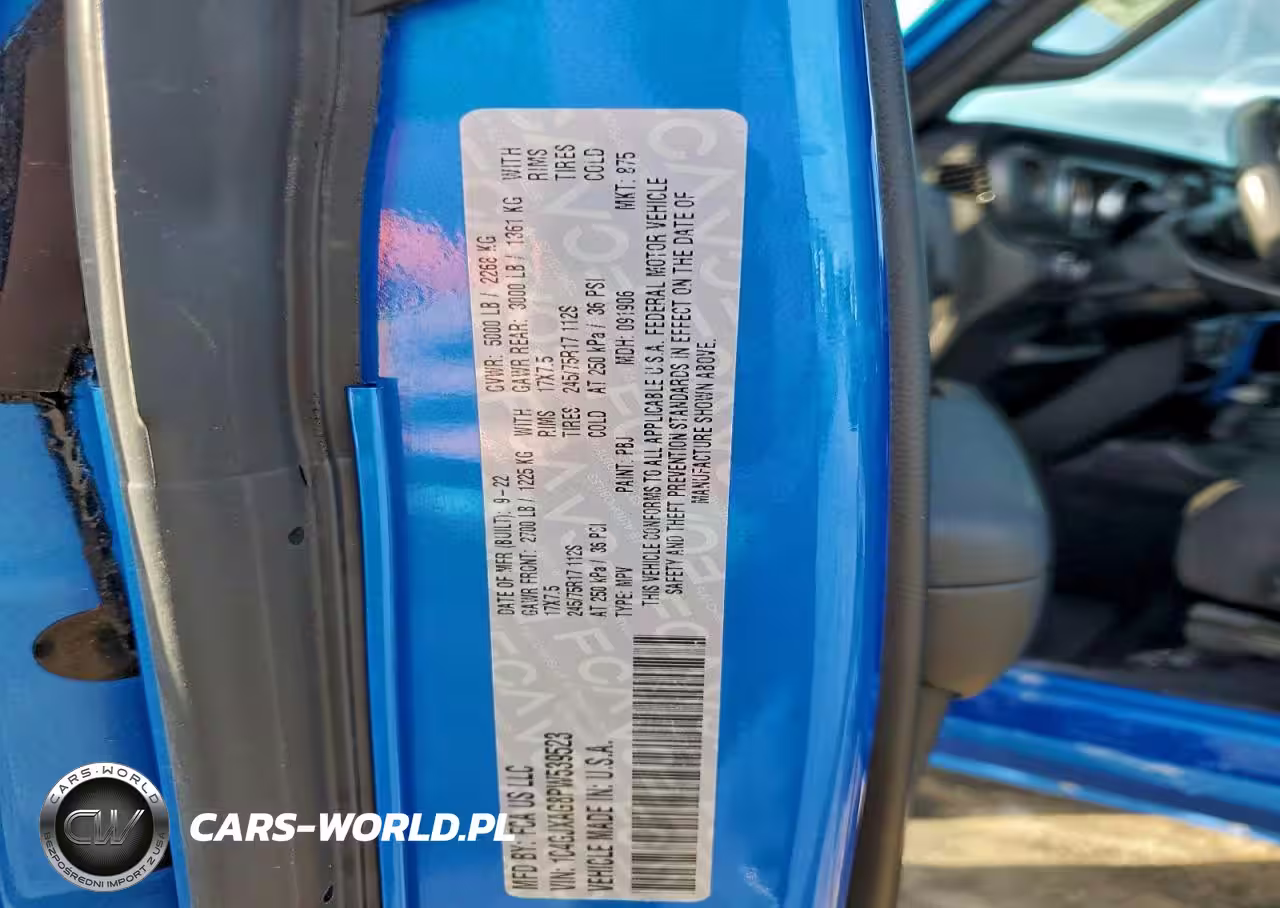 MFD BY: FCA US LLC
DATE OF MFR (BUILT): 9-22
GVWR: 5000 LB / 2268 KG
GAWR FRONT: 2700 LB / 1225 KG WITH
GAWR REAR: 3000 LB / 1361 KG WITH
17X7.5 RIMS
17X7.5 RIMS
245/75R17 112S TIRES
245/75R17 112S TIRES
AT 250 kPa / 36 PSI COLD
AT 250 kPa / 36 PSI COLD
VIN: 1C4GJXAG8PW539523
VEHICLE MADE IN: U.S.A.
TYPE: MPV PAINT: PBJ MDH: 091906 MKT: 875
THIS VEHICLE CONFORMS TO ALL APPLICABLE U.S.A. FEDERAL MOTOR VEHICLE
SAFETY AND THEFT PREVENTION STANDARDS IN EFFECT ON THE DATE OF
MANUFACTURE SHOWN ABOVE.
CARS-WORLD
CW
BEZPOŚREDNI IMPORT Z USA
CARS-WORLD.PL